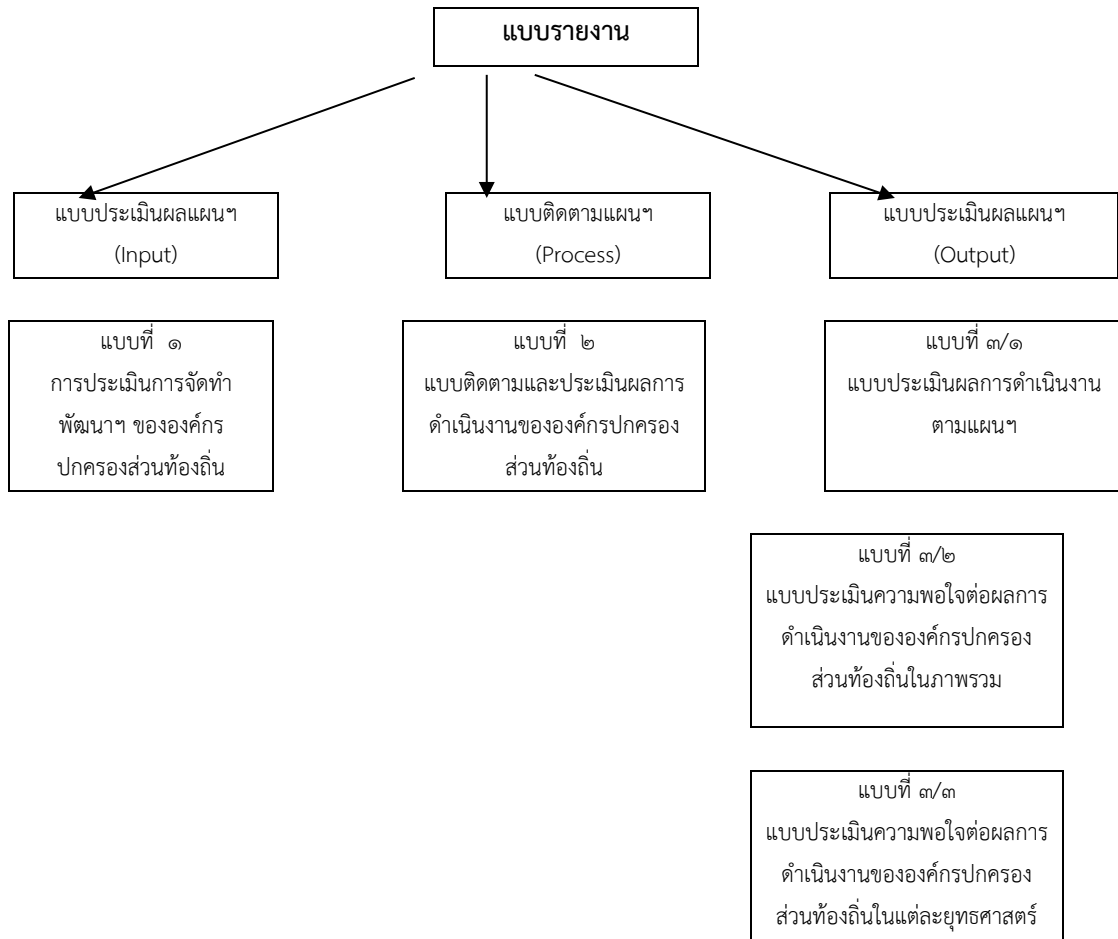 แบบรายงาน
แบบประเมินผลแผนฯ
(Input)
แบบติดตามแผนฯ
(Process)
แบบประเมินผลแผนฯ
(Output)
แบบที่ ๑
การประเมินการจัดทำ
พัฒนาฯ ขององค์กร
ปกครองส่วนท้องถิ่น
แบบที่ ๒
แบบติดตามและประเมินผลการ
ดำเนินงานขององค์กรปกครอง
ส่วนท้องถิ่น
แบบที่ ๓/๑
แบบประเมินผลการดำเนินงาน
ตามแผนฯ
แบบที่ ๓/๒
แบบประเมินความพอใจต่อผลการ
ดำเนินงานขององค์กรปกครอง
ส่วนท้องถิ่นในภาพรวม
แบบที่ ๓/๓
แบบประเมินความพอใจต่อผลการ
ดำเนินงานขององค์กรปกครอง
ส่วนท้องถิ่นในแต่ละยุทธศาสตร์